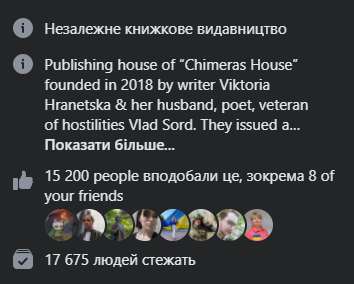 Незалежне книжкове видавництво
Publishing house of “Chimeras House”
founded in 2018 by writer Viktoria
Hranetska & her husband, poet, veteran
of hostilities Vlad Sord. They issued a...
Показати більше...
15 200 people вподобали це, зокрема 8 of
your friends
17 675 людей стежать